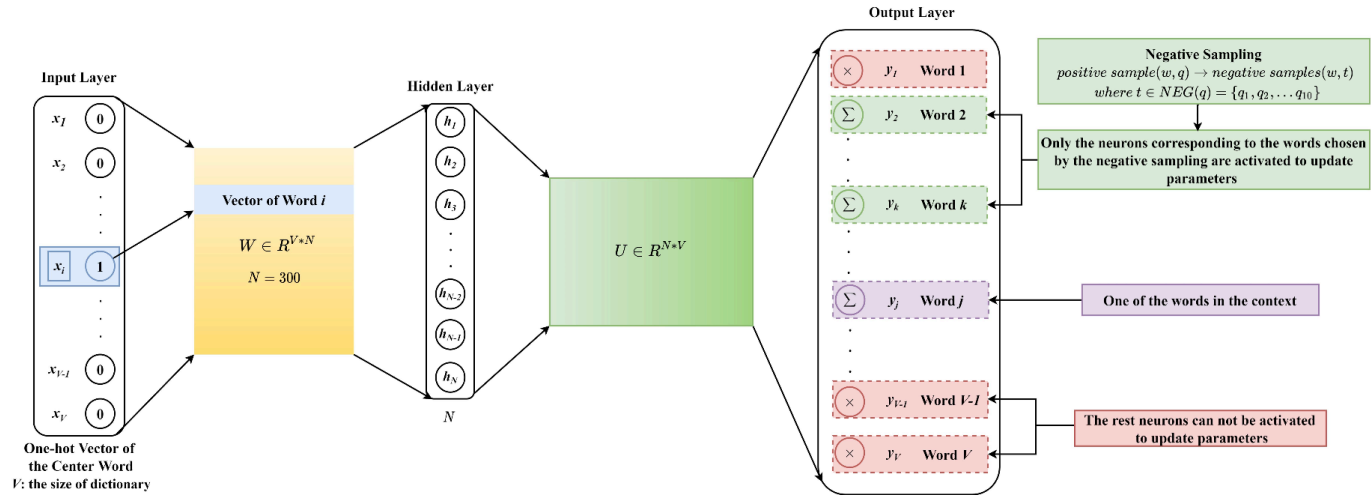 Input Layer
x1 0
x2 0
xi 1
xV-1 0
xV 0
One-hot Vector of
the Center Word
V: the size of dictionary
Vector of Word i
W ∈ R^{V*N}
N = 300
Hidden Layer
h1
h2
h3
hN-2
hN-1
hN
N
U ∈ R^{N*V}
Output Layer
× y1 Word 1
Σ y2 Word 2
Σ yk Word k
Σ yj Word j
× yV-1 Word V-1
× yV Word V
Negative Sampling
positive sample(w, q) → negative samples(w, t)
where t ∈ NEG(q) = {q1, q2, . . . q10}
Only the neurons corresponding to the words chosen
by the negative sampling are activated to update
parameters
One of the words in the context
The rest neurons can not be activated
to update parameters